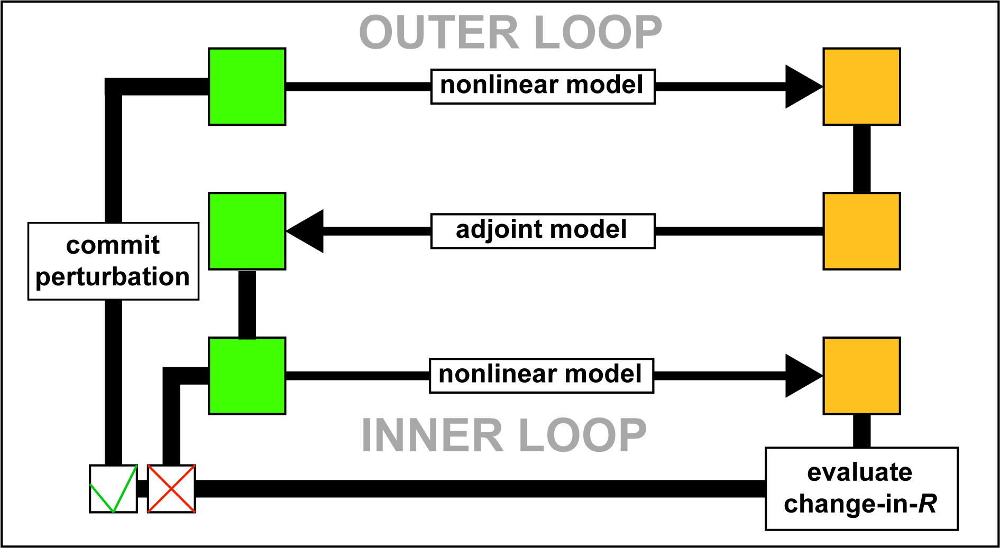 OUTER LOOP
nonlinear model
adjoint model
commit
perturbation
nonlinear model
INNER LOOP
evaluate
change-in-R